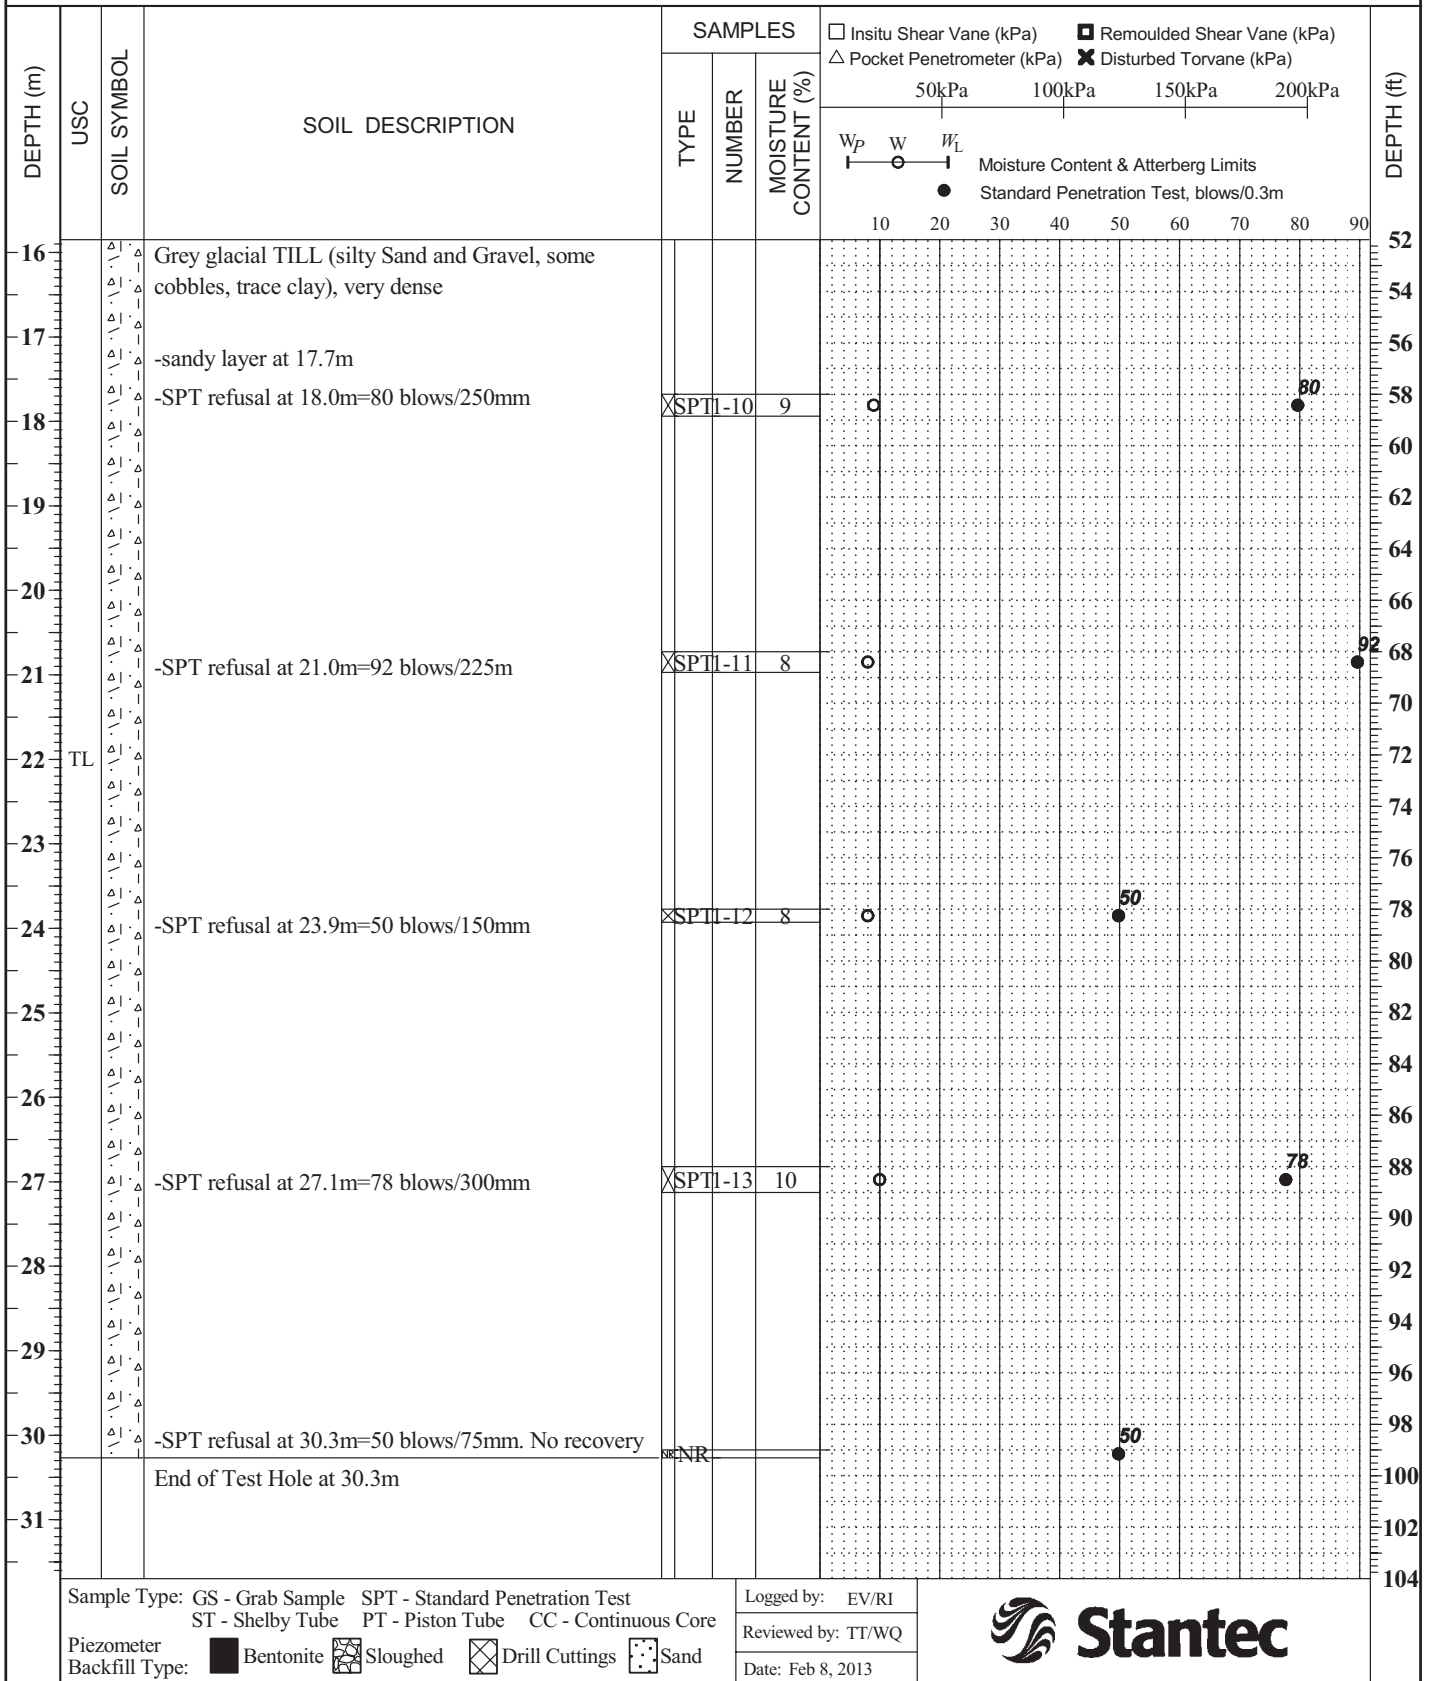 SAMPLES
□ Insitu Shear Vane (kPa) □ Remoulded Shear Vane (kPa)
△ Pocket Penetrometer (kPa) ✖ Disturbed Torvane (kPa)
50kPa 100kPa 150kPa 200kPa
DEPTH (m)
USC
SOIL SYMBOL
SOIL DESCRIPTION
TYPE
NUMBER
MOISTURE CONTENT (%)
DEPTH (ft)
WP W WL
Moisture Content & Atterberg Limits
● Standard Penetration Test, blows/0.3m
10 20 30 40 50 60 70 80 90
52
16 Grey glacial TILL (silty Sand and Gravel, some
cobbles, trace clay), very dense
54
17
56
-sandy layer at 17.7m
-SPT refusal at 18.0m=80 blows/250mm
SPT 1-10 9 80
58
18
60
62
19
64
20
66
-SPT refusal at 21.0m=92 blows/225m
SPT 1-11 8 92
68
21
70
22 TL 72
74
23
76
-SPT refusal at 23.9m=50 blows/150mm
SPT 1-12 8 50
78
24
80
25 82
84
26
86
-SPT refusal at 27.1m=78 blows/300mm
SPT 1-13 10 78
88
27
90
28 92
94
29
96
30 98
-SPT refusal at 30.3m=50 blows/75mm. No recovery
NR NR 50
End of Test Hole at 30.3m
100
31 102
104
Sample Type: GS - Grab Sample SPT - Standard Penetration Test
ST - Shelby Tube PT - Piston Tube CC - Continuous Core
Piezometer
Backfill Type: Bentonite Sloughed Drill Cuttings Sand
Logged by: EV/RI
Reviewed by: TT/WQ
Date: Feb 8, 2013
Stantec